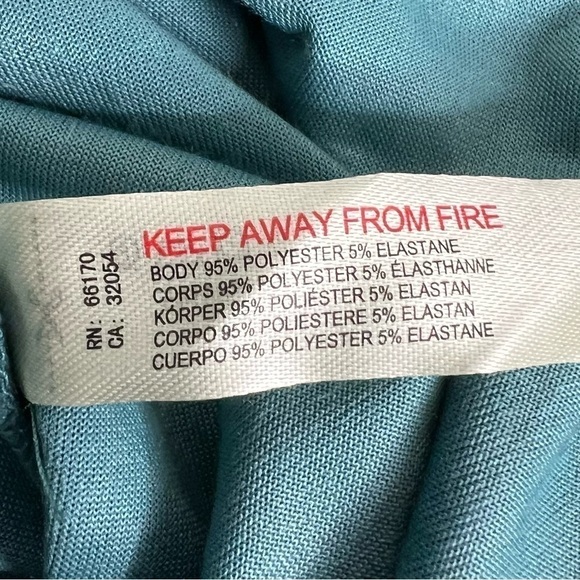 KEEP AWAY FROM FIRE
BODY 95% POLYESTER 5% ELASTANE
CORPS 95% POLYESTER 5% ÉLASTHANNE
KÓRPER 95% POLIÉSTER 5% ELASTAN
CORPO 95% POLIESTERE 5% ELASTAN
CUERPO 95% POLYESTER 5% ELASTANE
RN: 66170
CA: 32054